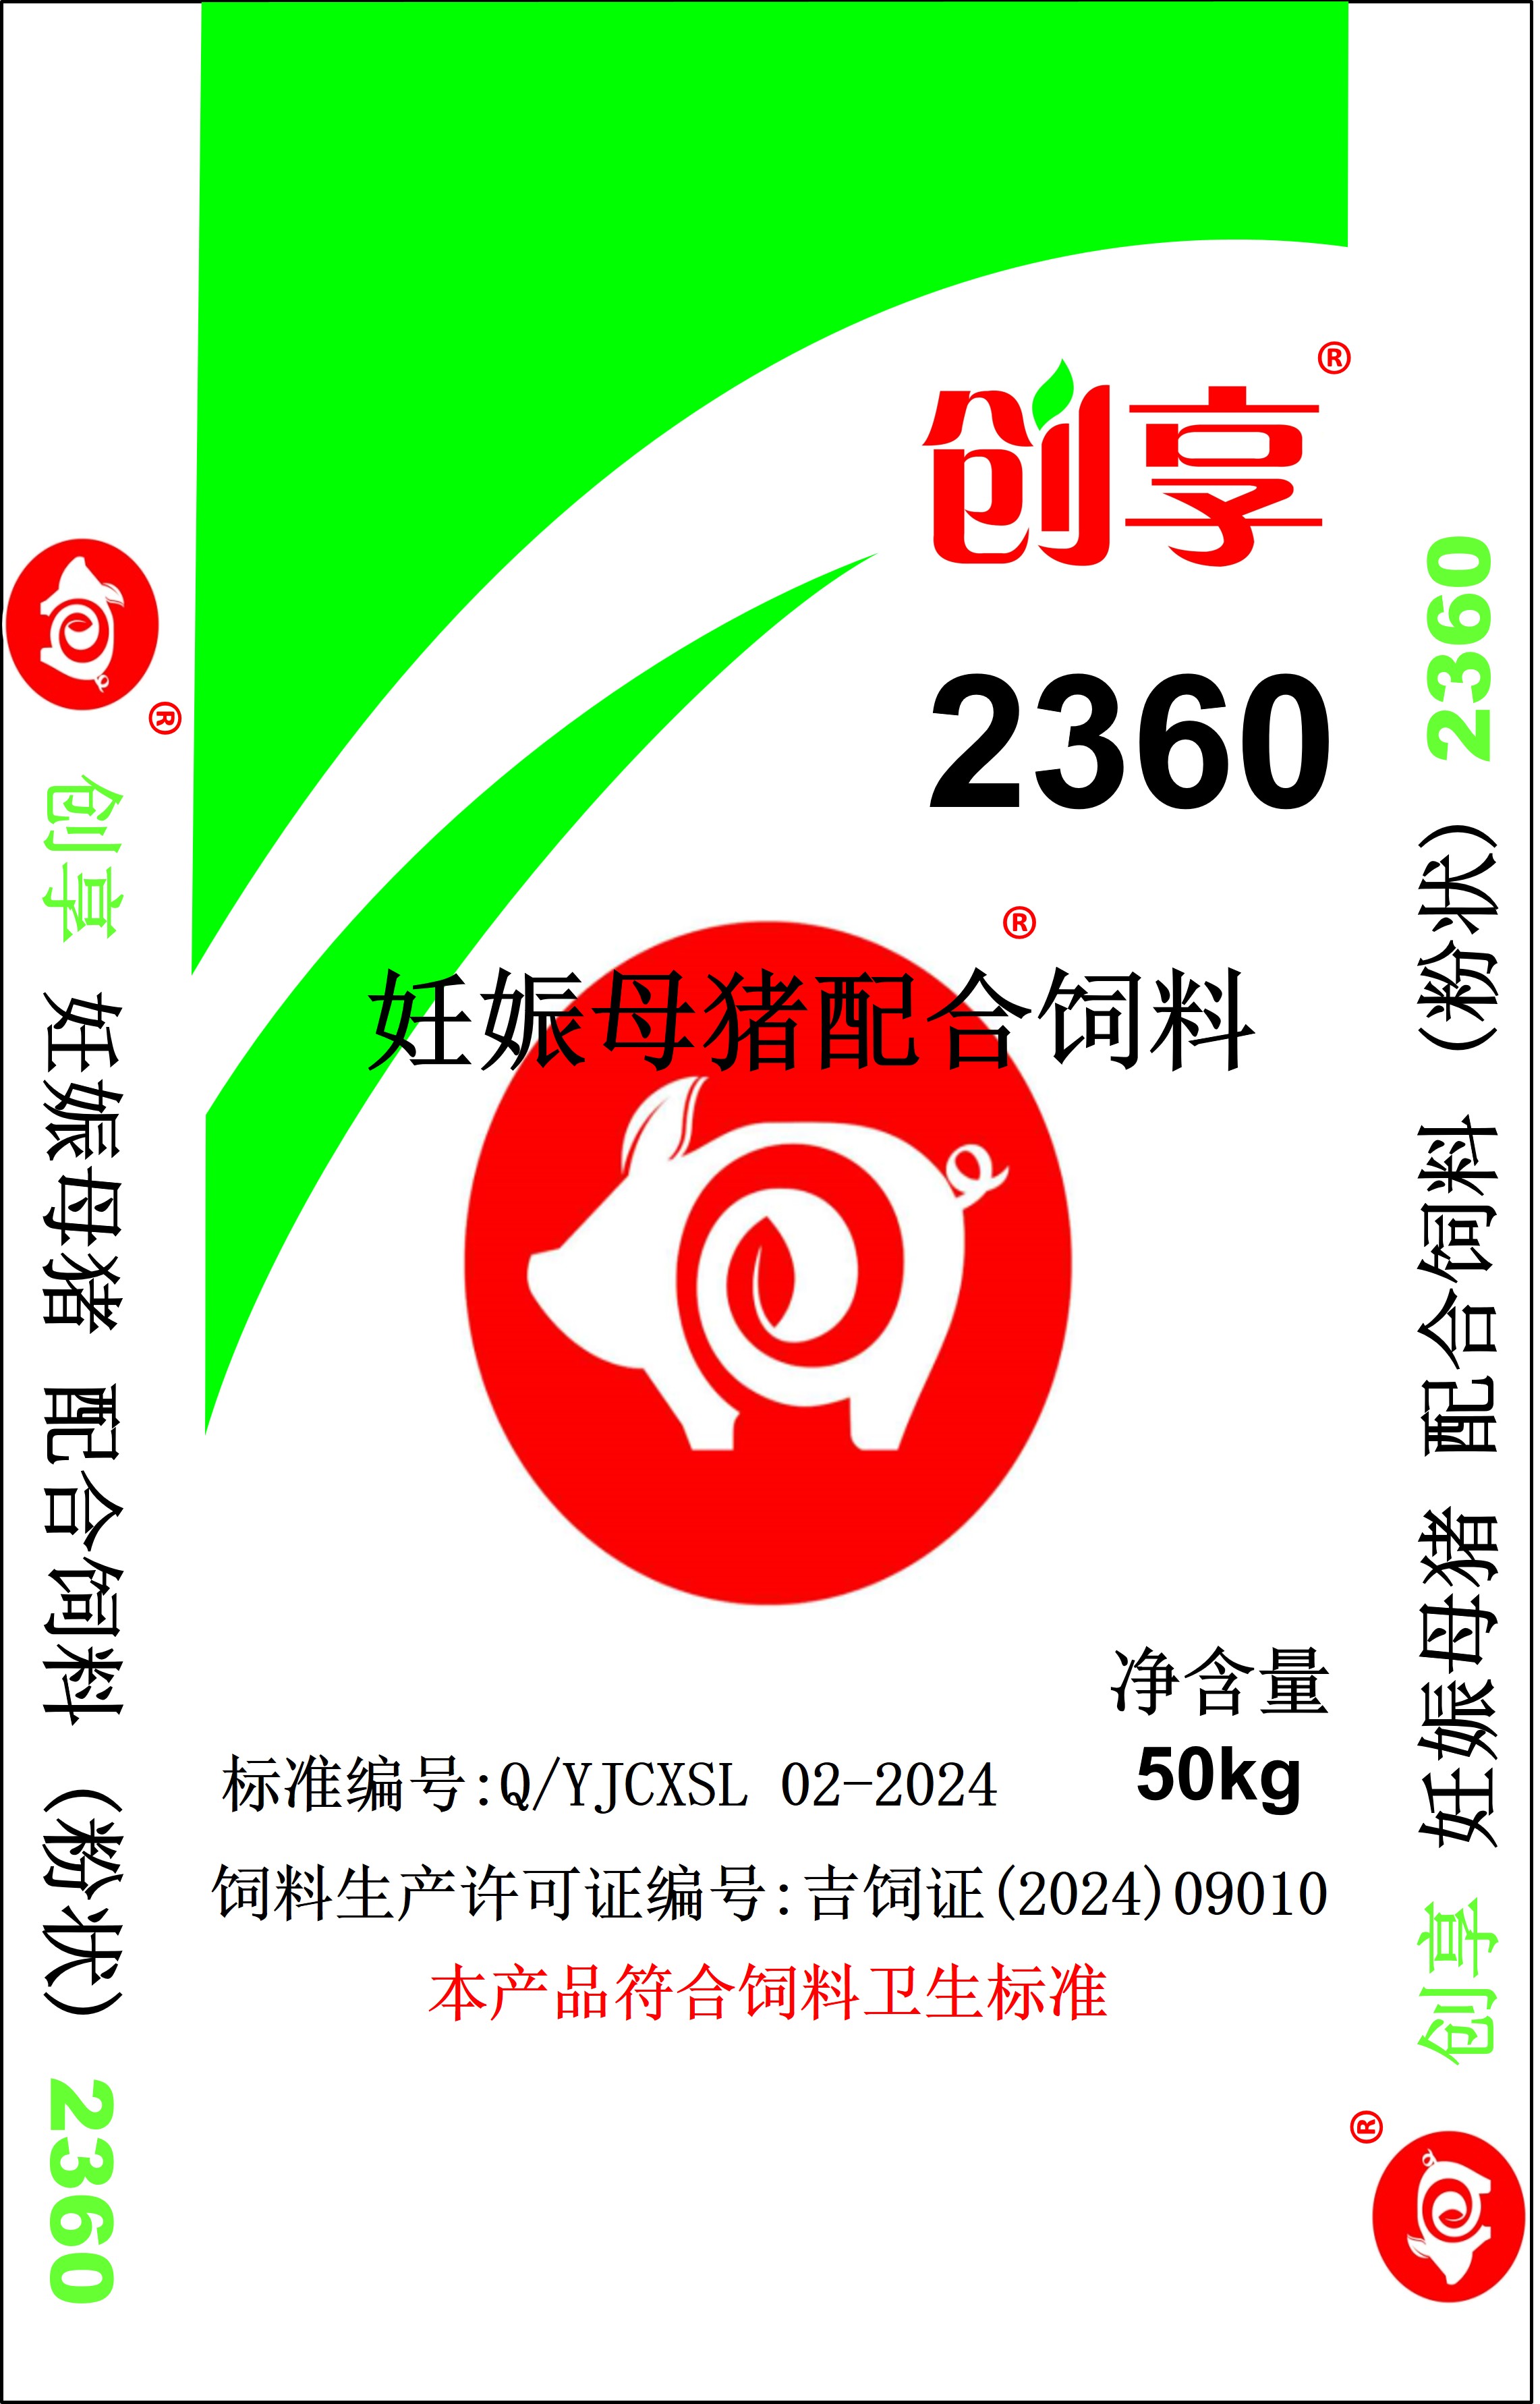 创享®
2360
®
妊娠母猪配合饲料
净含量
50kg
标准编号:Q/YJCXSL 02-2024
饲料生产许可证编号:吉饲证(2024)09010
本产品符合饲料卫生标准
®
创享 妊娠母猪 配合饲料 (粉状) 2360
®
创享 妊娠母猪 配合饲料 (粉状) 2360